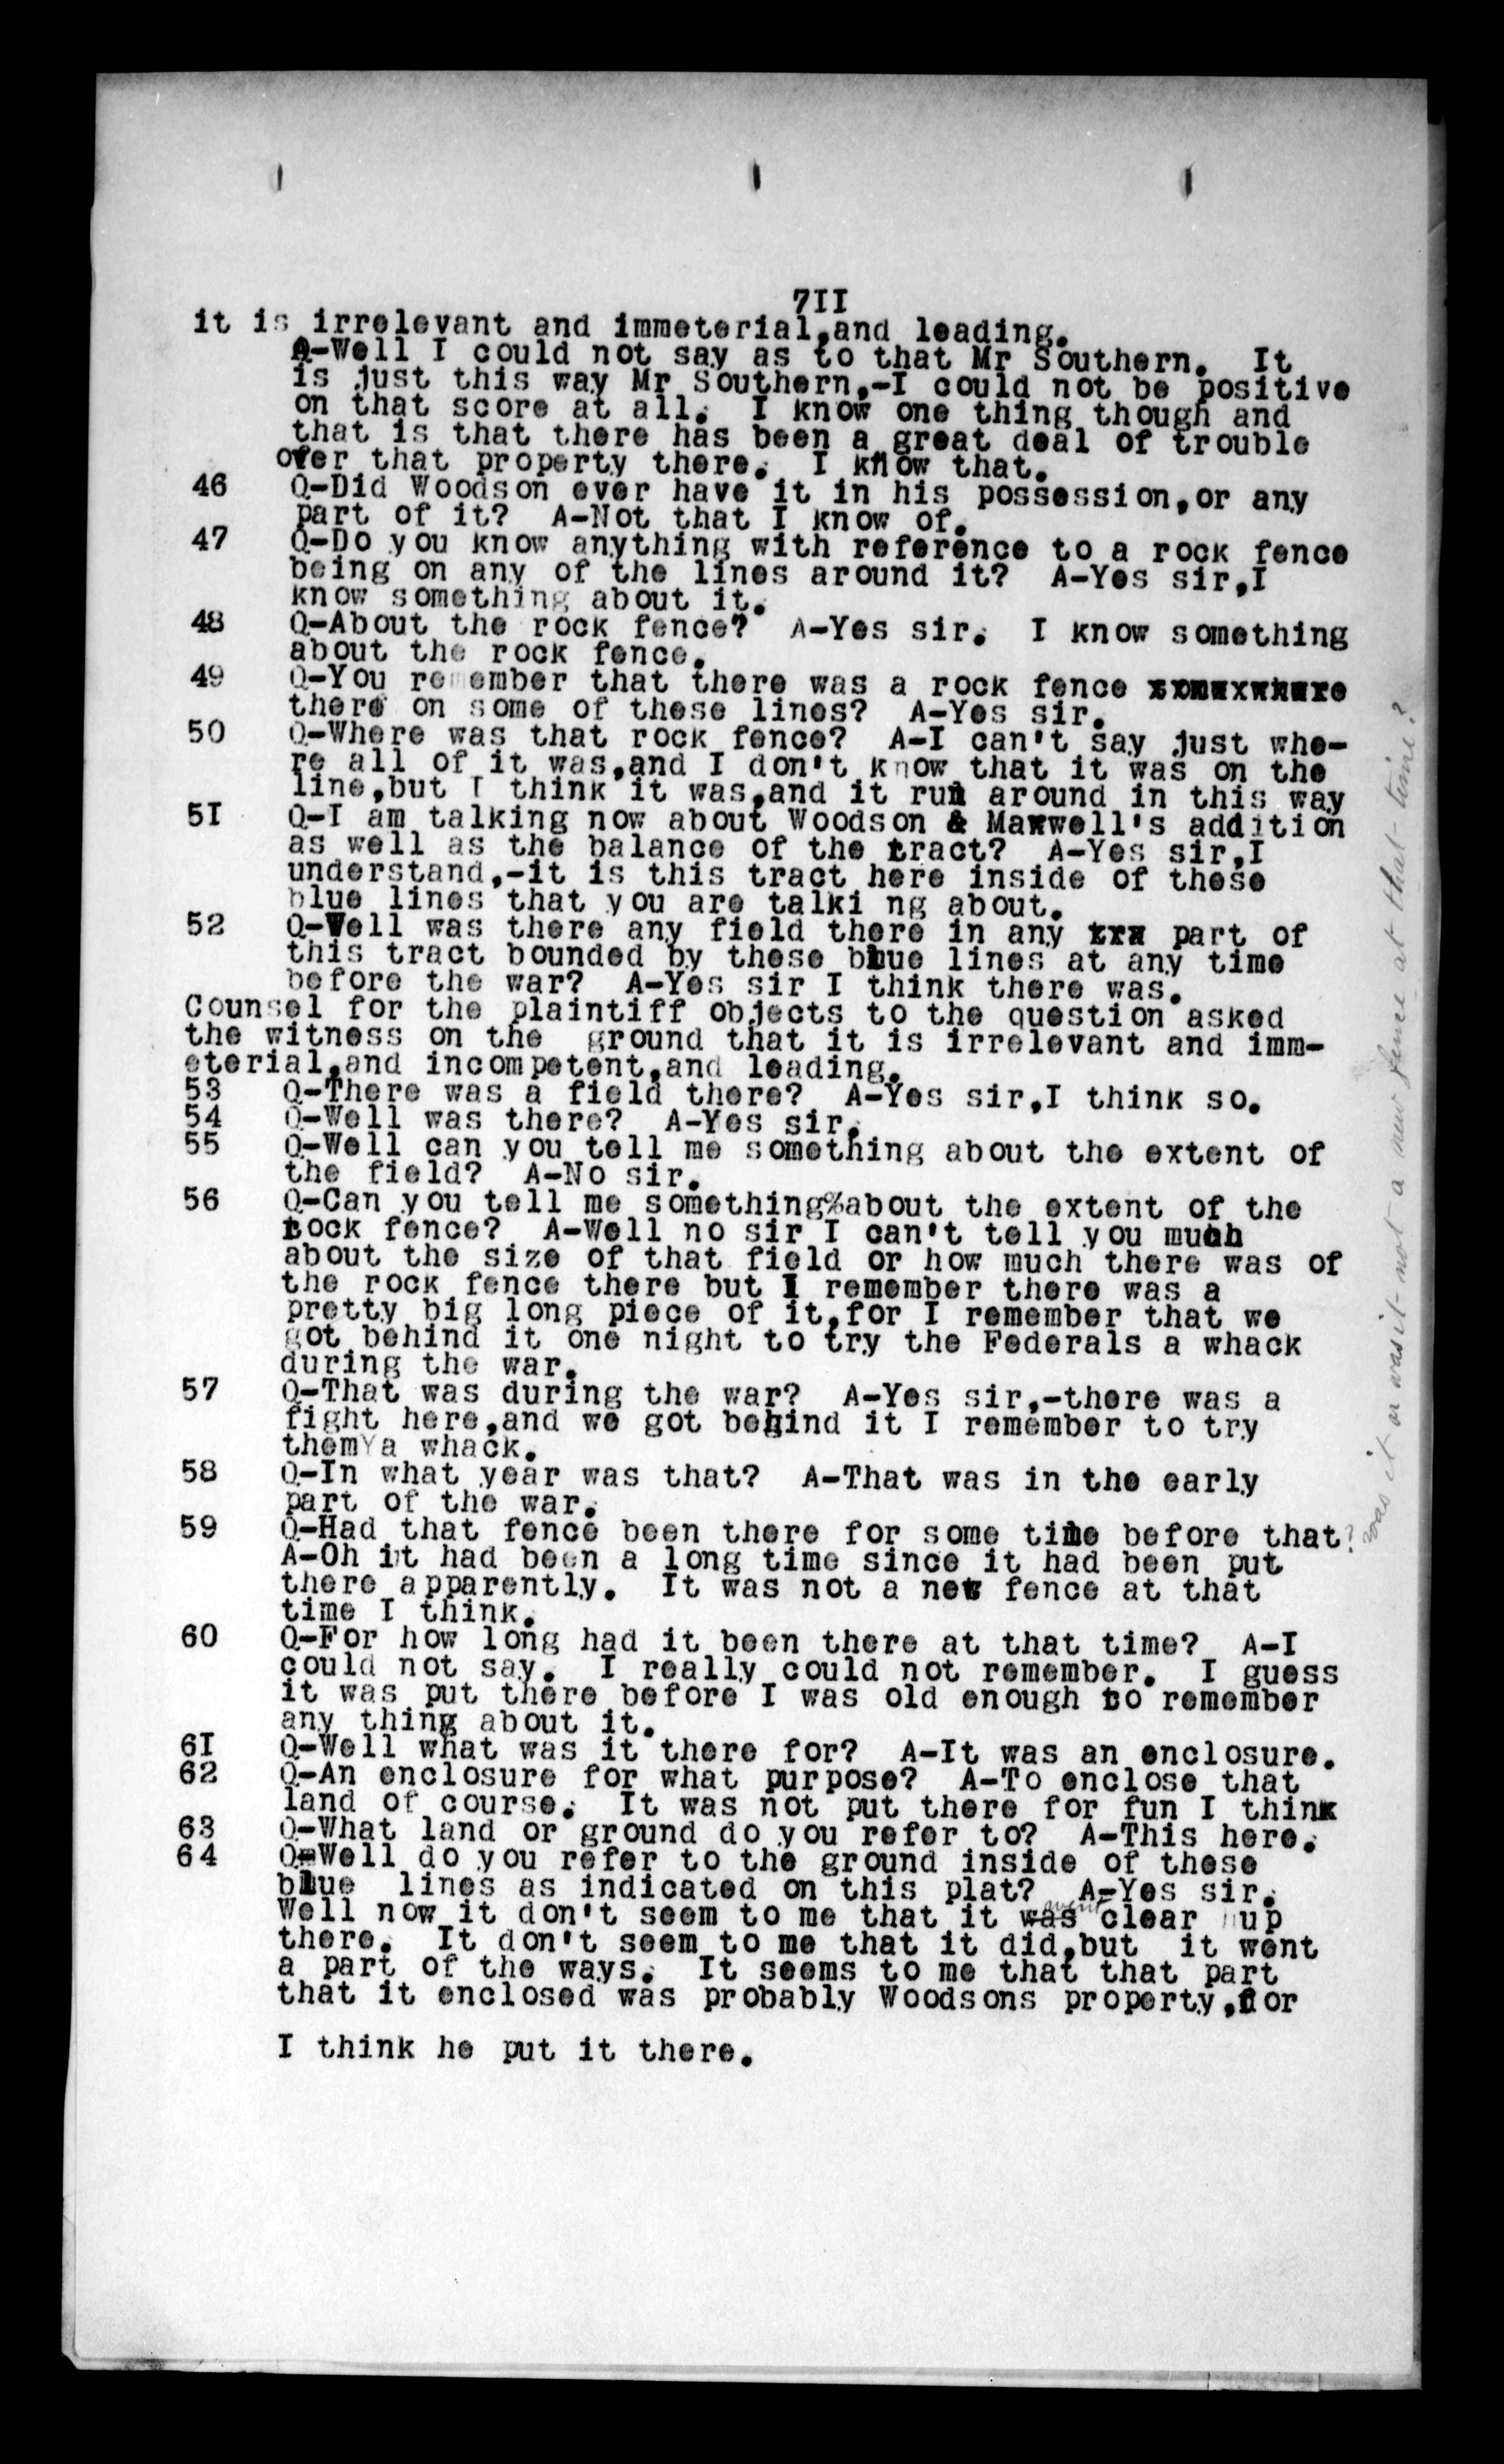 711
it is irrelevant and immeterial,and leading.
A-Well I could not say as to that Mr Southern. It
is just this way Mr Southern,-I could not be positive
on that score at all. I know one thing though and
that is that there has been a great deal of trouble
over that property there. I know that.
46 Q-Did Woodson ever have it in his possession,or any
part of it? A-Not that I know of.
47 Q-Do you know anything with reference to a rock fence
being on any of the lines around it? A-Yes sir,I
know something about it.
48 Q-About the rock fence? A-Yes sir. I know something
about the rock fence.
49 Q-You remember that there was a rock fence
there on some of these lines? A-Yes sir.
50 Q-Where was that rock fence? A-I can't say just whe-
re all of it was,and I don't know that it was on the
line,but I think it was,and it run around in this way
51 Q-I am talking now about Woodson & Maxwell's addition
as well as the balance of the tract? A-Yes sir,I
understand,-it is this tract here inside of these
blue lines that you are talki ng about.
52 Q-Well was there any field there in any part of
this tract bounded by these blue lines at any time
before the war? A-Yes sir I think there was.
Counsel for the plaintiff objects to the question asked
the witness on the ground that it is irrelevant and imm-
eterial,and incompetent,and leading.
53 Q-There was a field there? A-Yes sir,I think so.
54 Q-Well was there? A-Yes sir.
55 Q-Well can you tell me something about the extent of
the field? A-No sir.
56 Q-Can you tell me something%about the extent of the
rock fence? A-Well no sir I can't tell you much
about the size of that field or how much there was of
the rock fence there but I remember there was a
pretty big long piece of it,for I remember that we
got behind it one night to try the Federals a whack
during the war.
57 Q-That was during the war? A-Yes sir,-there was a
fight here,and we got behind it I remember to try
them a whack.
58 Q-In what year was that? A-That was in the early
part of the war.
59 Q-Had that fence been there for some time before that?
was it or was it not a new fence at that time?
A-Oh it had been a long time since it had been put
there apparently. It was not a new fence at that
time I think.
60 Q-For how long had it been there at that time? A-I
could not say. I really could not remember. I guess
it was put there before I was old enough to remember
any thing about it.
61 Q-Well what was it there for? A-It was an enclosure.
62 Q-An enclosure for what purpose? A-To enclose that
land of course. It was not put there for fun I think
63 Q-What land or ground do you refer to? A-This here.
64 Q-Well do you refer to the ground inside of these
blue lines as indicated on this plat? A-Yes sir.
Well now it don't seem to me that it was went clear up
there. It don't seem to me that it did,but it went
a part of the ways. It seems to me that that part
that it enclosed was probably Woodsons property,for
I think he put it there.